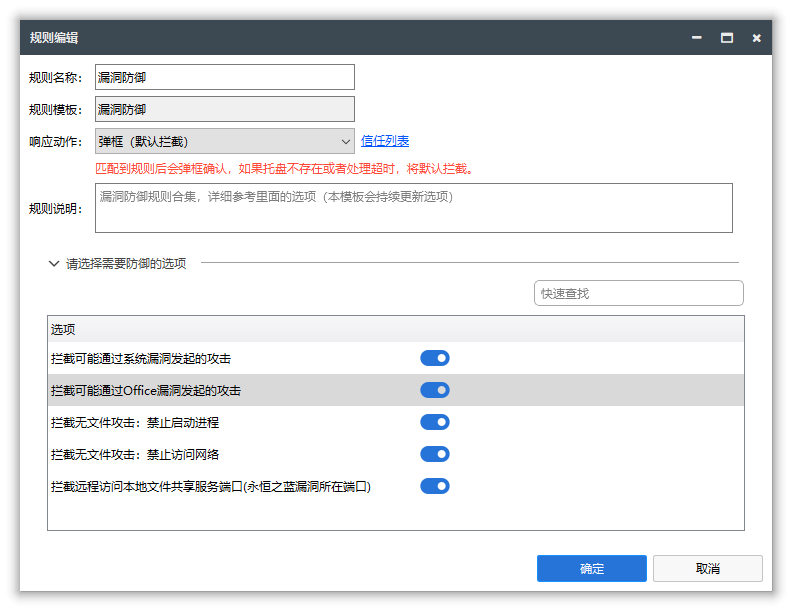 规则编辑
规则名称： 漏洞防御
规则模板： 漏洞防御
响应动作： 弹框（默认拦截） 信任列表
匹配到规则后会弹框确认，如果托盘不存在或者处理超时，将默认拦截。
规则说明： 漏洞防御规则合集，详细参考里面的选项（本模板会持续更新选项）
请选择需要防御的选项
快速查找
选项
拦截可能通过系统漏洞发起的攻击
拦截可能通过Office漏洞发起的攻击
拦截无文件攻击：禁止启动进程
拦截无文件攻击：禁止访问网络
拦截远程访问本地文件共享服务端口(永恒之蓝漏洞所在端口)
确定 取消